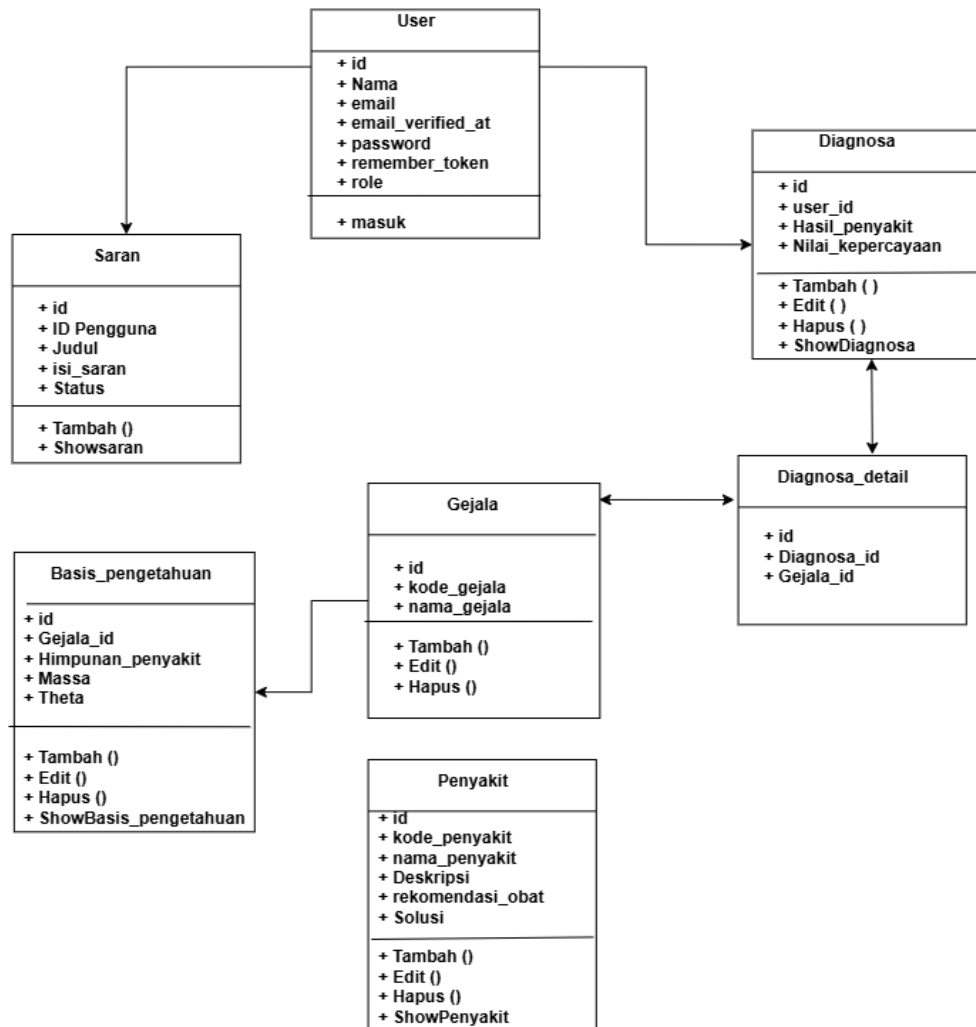 User
+ id
+ Nama
+ email
+ email_verified_at
+ password
+ remember_token
+ role
+ masuk
Diagnosa
+ id
+ user_id
+ Hasil_penyakit
+ Nilai_kepercayaan
+ Tambah ( )
+ Edit ( )
+ Hapus ( )
+ ShowDiagnosa
Saran
+ id
+ ID Pengguna
+ Judul
+ isi_saran
+ Status
+ Tambah ()
+ Showsaran
Diagnosa_detail
+ id
+ Diagnosa_id
+ Gejala_id
Gejala
+ id
+ kode_gejala
+ nama_gejala
+ Tambah ()
+ Edit ()
+ Hapus ()
Basis_pengetahuan
+ id
+ Gejala_id
+ Himpunan_penyakit
+ Massa
+ Theta
+ Tambah ()
+ Edit ()
+ Hapus ()
+ ShowBasis_pengetahuan
Penyakit
+ id
+ kode_penyakit
+ nama_penyakit
+ Deskripsi
+ rekomendasi_obat
+ Solusi
+ Tambah ()
+ Edit ()
+ Hapus ()
+ ShowPenyakit